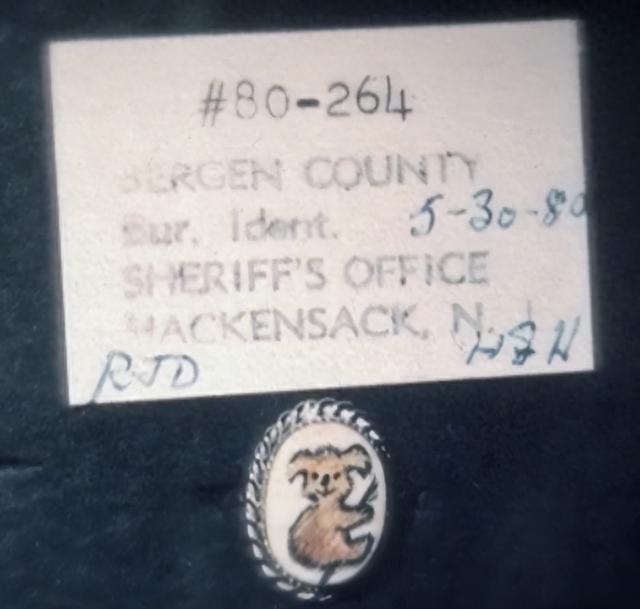 #80-264
BERGEN COUNTY
Bur. Ident. 5-30-80
SHERIFF'S OFFICE
HACKENSACK, N. J.
RJD